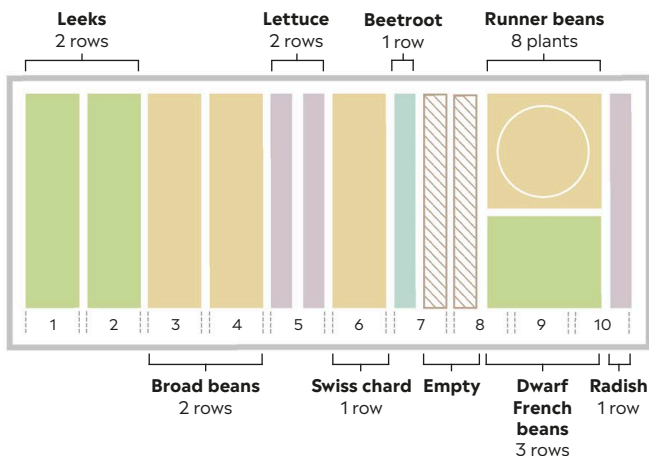 Leeks
2 rows
Lettuce
2 rows
Beetroot
1 row
Runner beans
8 plants
1 2 3 4 5 6 7 8 9 10
Broad beans
2 rows
Swiss chard
1 row
Empty
Dwarf
French
beans
3 rows
Radish
1 row